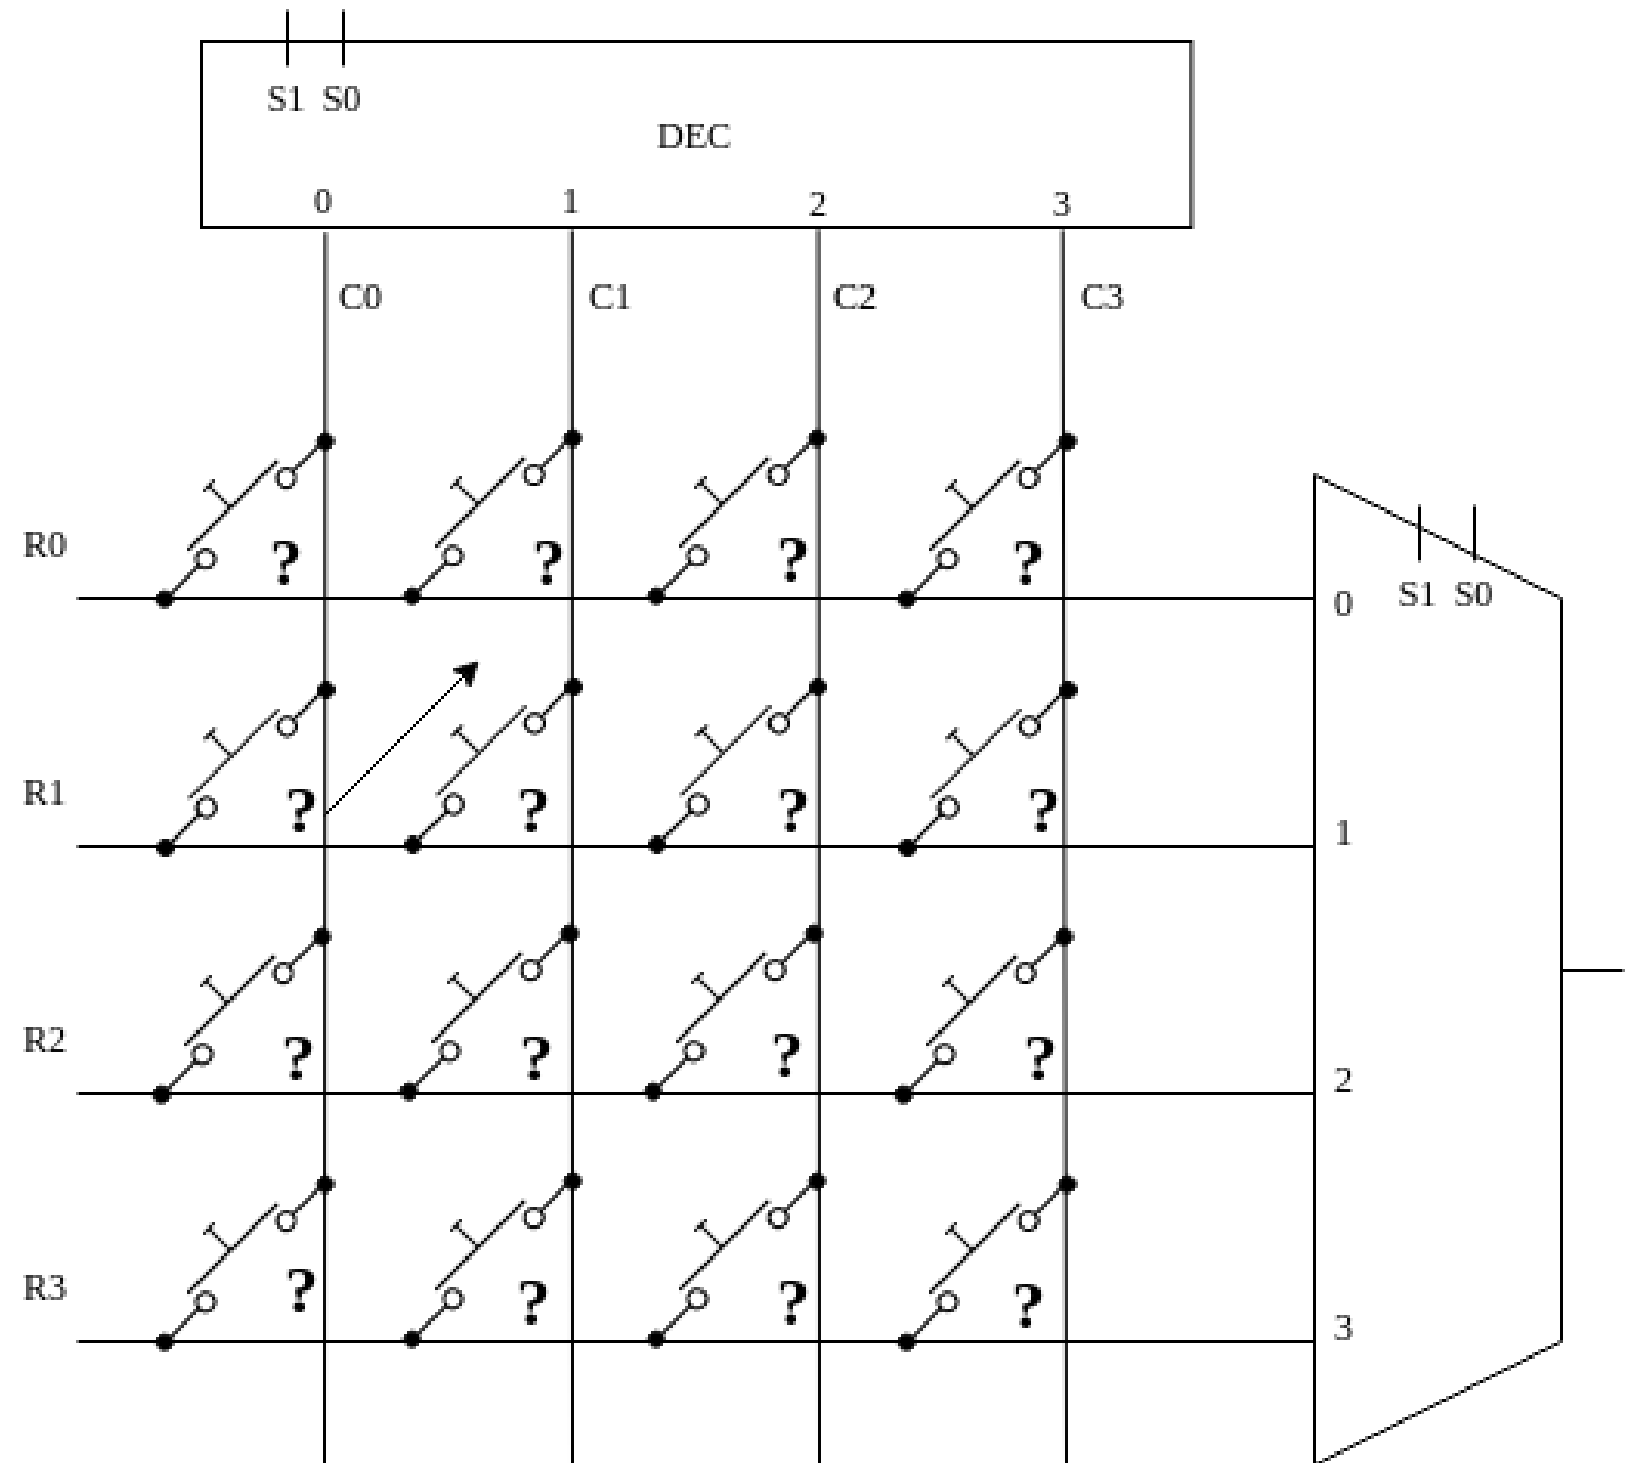 S1 S0
DEC
0 1 2 3
C0 C1 C2 C3
R0 ? ? ? ?
0 S1 S0
R1 ? ? ? ?
1
R2 ? ? ? ?
2
R3 ? ? ? ?
3